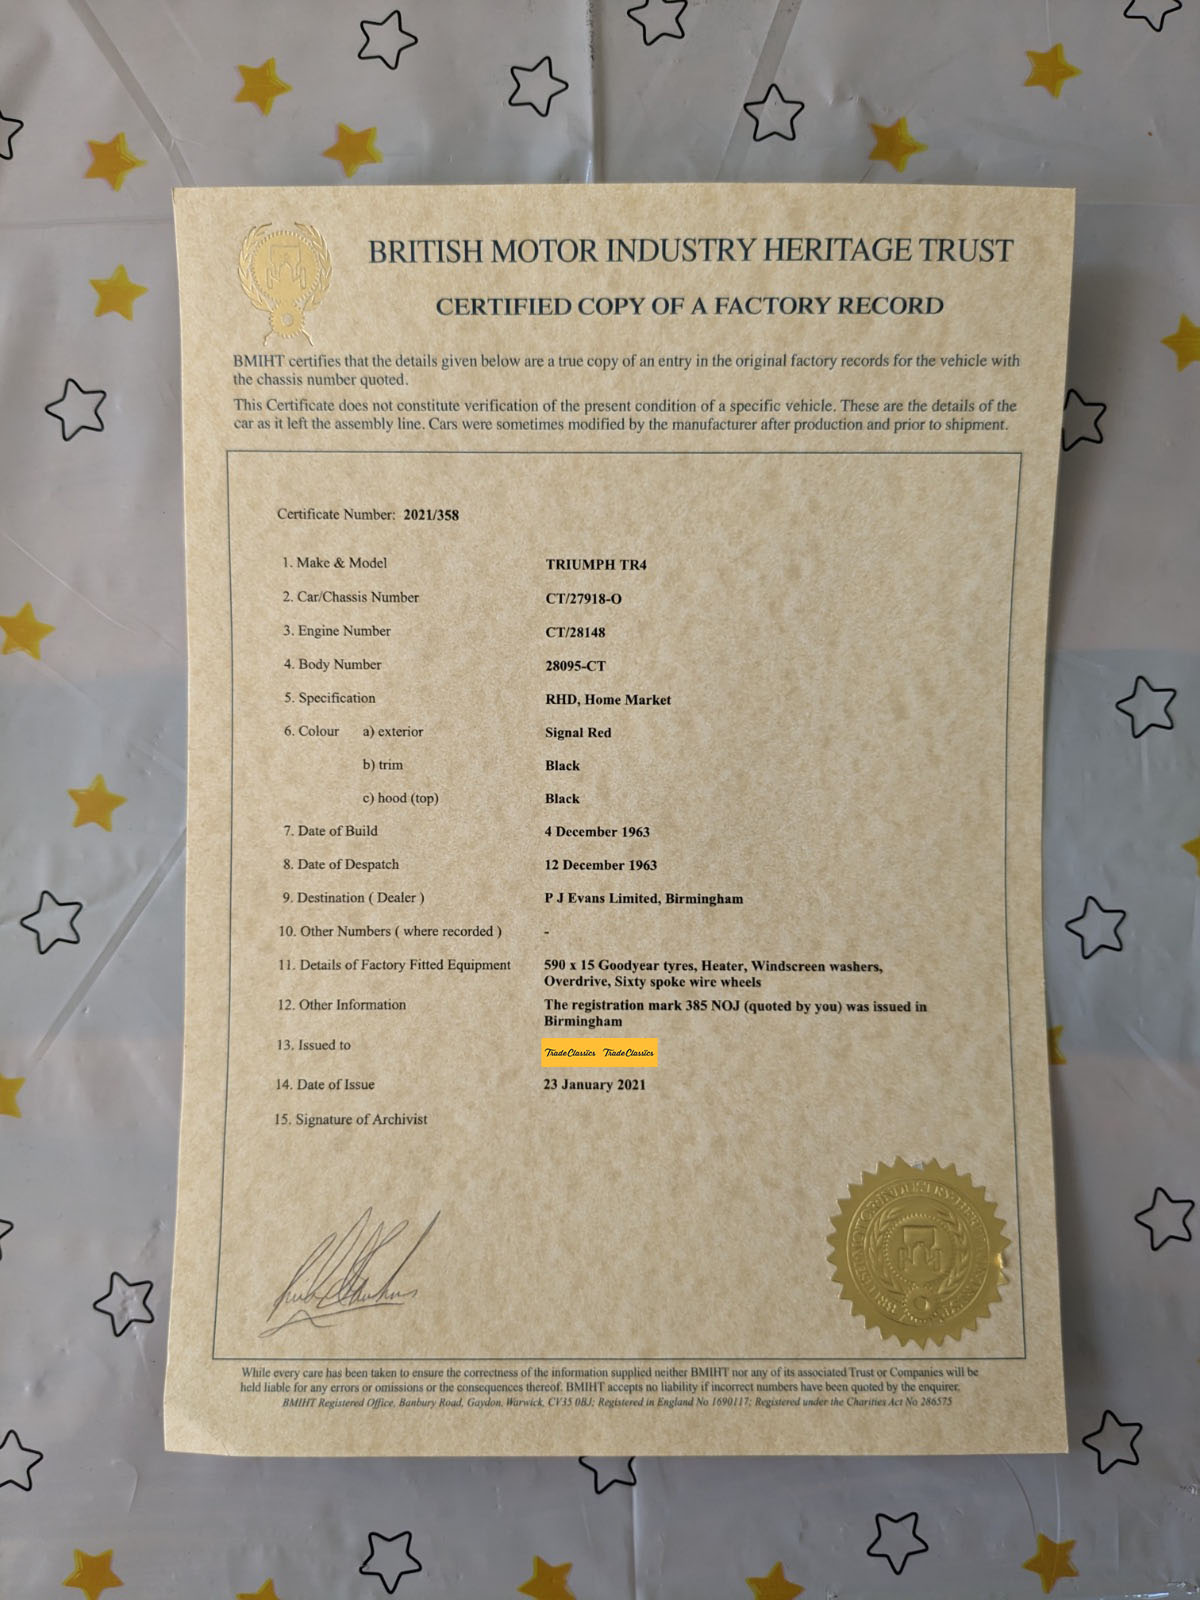 BRITISH MOTOR INDUSTRY HERITAGE TRUST
CERTIFIED COPY OF A FACTORY RECORD
BMIHT certifies that the details given below are a true copy of an entry in the original factory records for the vehicle with
the chassis number quoted.
This Certificate does not constitute verification of the present condition of a specific vehicle. These are the details of the
car as it left the assembly line. Cars were sometimes modified by the manufacturer after production and prior to shipment.
Certificate Number: 2021/358
1. Make & Model TRIUMPH TR4
2. Car/Chassis Number CT/27918-O
3. Engine Number CT/28148
4. Body Number 28095-CT
5. Specification RHD, Home Market
6. Colour a) exterior Signal Red
b) trim Black
c) hood (top) Black
7. Date of Build 4 December 1963
8. Date of Despatch 12 December 1963
9. Destination ( Dealer ) P J Evans Limited, Birmingham
10. Other Numbers ( where recorded ) -
11. Details of Factory Fitted Equipment 590 x 15 Goodyear tyres, Heater, Windscreen washers,
Overdrive, Sixty spoke wire wheels
12. Other Information The registration mark 385 NOJ (quoted by you) was issued in
Birmingham
13. Issued to TradeClassics TradeClassics
14. Date of Issue 23 January 2021
15. Signature of Archivist
While every care has been taken to ensure the correctness of the information supplied neither BMIHT nor any of its associated Trust or Companies will be
held liable for any errors or omissions or the consequences thereof. BMIHT accepts no liability if incorrect numbers have been quoted by the enquirer.
BMIHT Registered Office, Banbury Road, Gaydon, Warwick, CV35 0BJ; Registered in England No 1690117; Registered under the Charities Act No 286575